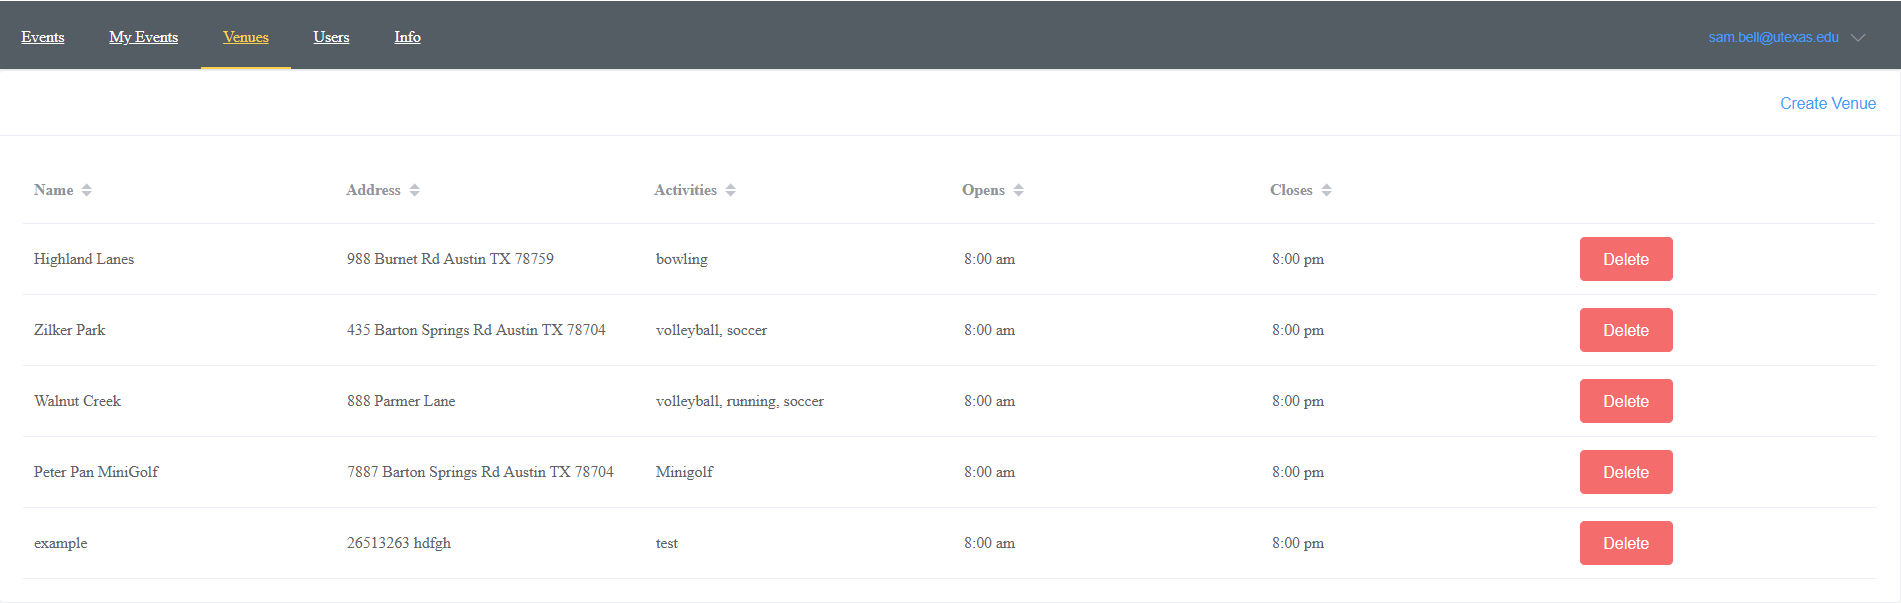 Events My Events Venues Users Info sam.bell@utexas.edu
Create Venue
Name Address Activities Opens Closes
Highland Lanes 988 Burnet Rd Austin TX 78759 bowling 8:00 am 8:00 pm Delete
Zilker Park 435 Barton Springs Rd Austin TX 78704 volleyball, soccer 8:00 am 8:00 pm Delete
Walnut Creek 888 Parmer Lane volleyball, running, soccer 8:00 am 8:00 pm Delete
Peter Pan MiniGolf 7887 Barton Springs Rd Austin TX 78704 Minigolf 8:00 am 8:00 pm Delete
example 26513263 hdfgh test 8:00 am 8:00 pm Delete